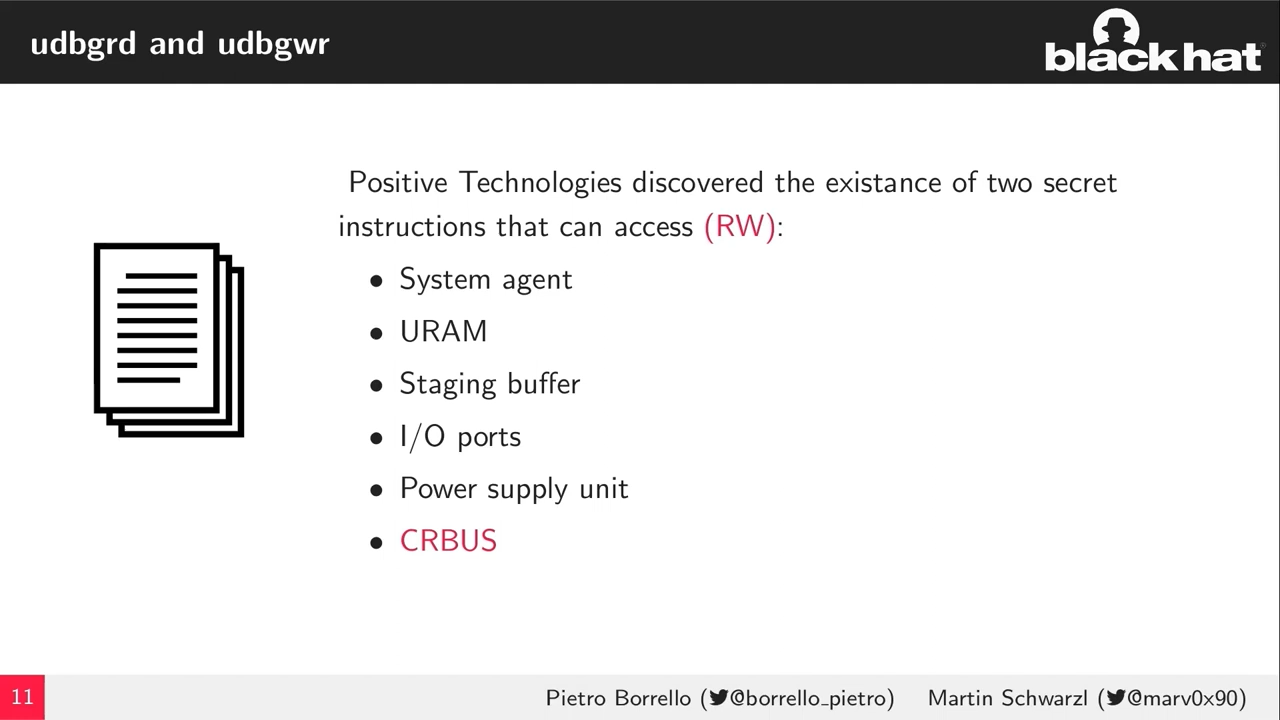 udbgrd and udbgwr
black hat
Positive Technologies discovered the existance of two secret
instructions that can access (RW):
• System agent
• URAM
• Staging buffer
• I/O ports
• Power supply unit
• CRBUS
11
Pietro Borrello (@borrello_pietro) Martin Schwarzl (@marv0x90)